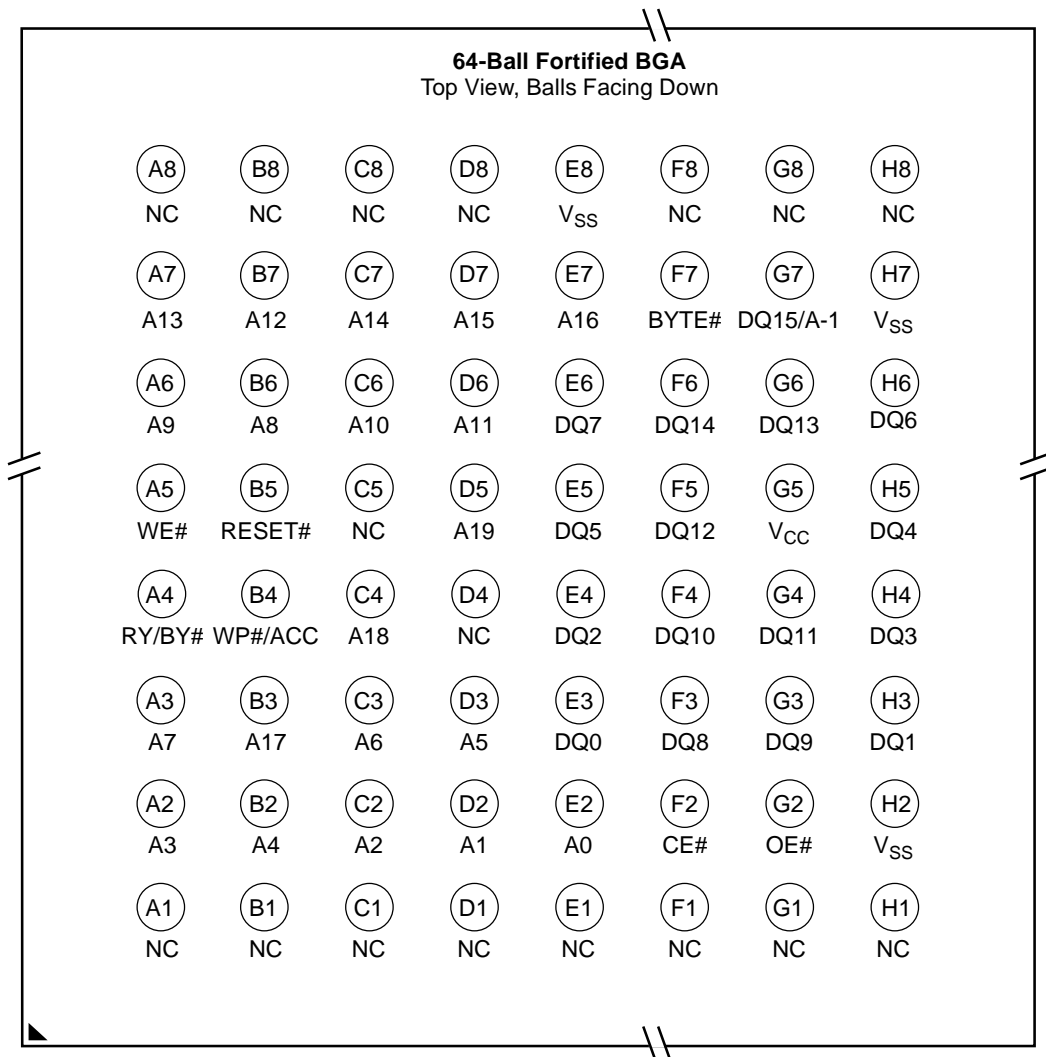 64-Ball Fortified BGA
Top View, Balls Facing Down
A8 B8 C8 D8 E8 F8 G8 H8
NC NC NC NC VSS NC NC NC
A7 B7 C7 D7 E7 F7 G7 H7
A13 A12 A14 A15 A16 BYTE# DQ15/A-1 VSS
A6 B6 C6 D6 E6 F6 G6 H6
A9 A8 A10 A11 DQ7 DQ14 DQ13 DQ6
A5 B5 C5 D5 E5 F5 G5 H5
WE# RESET# NC A19 DQ5 DQ12 VCC DQ4
A4 B4 C4 D4 E4 F4 G4 H4
RY/BY# WP#/ACC A18 NC DQ2 DQ10 DQ11 DQ3
A3 B3 C3 D3 E3 F3 G3 H3
A7 A17 A6 A5 DQ0 DQ8 DQ9 DQ1
A2 B2 C2 D2 E2 F2 G2 H2
A3 A4 A2 A1 A0 CE# OE# VSS
A1 B1 C1 D1 E1 F1 G1 H1
NC NC NC NC NC NC NC NC